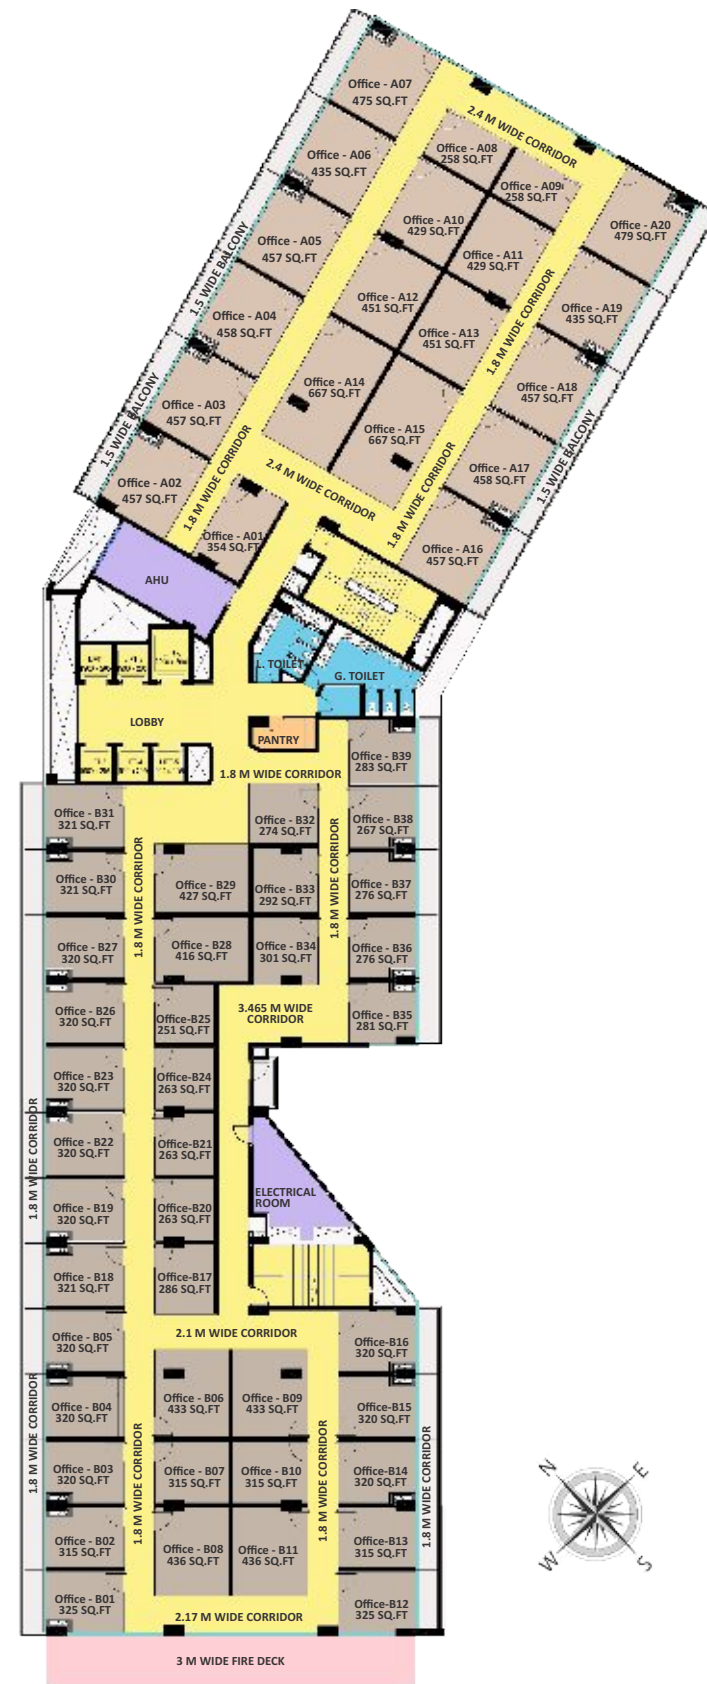 Office - A07
475 SQ.FT
2.4 M WIDE CORRIDOR
Office - A06
435 SQ.FT
Office - A08
258 SQ.FT
Office - A09
258 SQ.FT
Office - A20
479 SQ.FT
Office - A05
457 SQ.FT
Office - A10
429 SQ.FT
Office - A11
429 SQ.FT
1.5 WIDE BALCONY
Office - A04
458 SQ.FT
Office - A12
451 SQ.FT
Office - A13
451 SQ.FT
1.8 M WIDE CORRIDOR
Office - A19
435 SQ.FT
Office - A03
457 SQ.FT
Office - A14
667 SQ.FT
Office - A18
457 SQ.FT
1.5 WIDE BALCONY
Office - A15
667 SQ.FT
Office - A17
458 SQ.FT
1.5 WIDE BALCONY
Office - A02
457 SQ.FT
1.8 M WIDE CORRIDOR
2.4 M WIDE CORRIDOR
1.8 M WIDE CORRIDOR
Office - A01
354 SQ.FT
Office - A16
457 SQ.FT
AHU
L. TOILET
G. TOILET
LOBBY
PANTRY
1.8 M WIDE CORRIDOR
Office - B39
283 SQ.FT
Office - B31
321 SQ.FT
Office - B32
274 SQ.FT
Office - B38
267 SQ.FT
1.8 M WIDE CORRIDOR
1.8 M WIDE CORRIDOR
Office - B30
321 SQ.FT
Office - B29
427 SQ.FT
Office - B33
292 SQ.FT
Office - B37
276 SQ.FT
Office - B27
320 SQ.FT
Office - B28
416 SQ.FT
Office - B34
301 SQ.FT
Office - B36
276 SQ.FT
Office - B26
320 SQ.FT
Office-B25
251 SQ.FT
3.465 M WIDE
CORRIDOR
Office - B35
281 SQ.FT
Office - B23
320 SQ.FT
Office-B24
263 SQ.FT
1.8 M WIDE CORRIDOR
Office - B22
320 SQ.FT
Office-B21
263 SQ.FT
Office - B19
320 SQ.FT
Office-B20
263 SQ.FT
ELECTRICAL
ROOM
Office - B18
321 SQ.FT
Office-B17
286 SQ.FT
Office - B05
320 SQ.FT
2.1 M WIDE CORRIDOR
Office-B16
320 SQ.FT
1.8 M WIDE CORRIDOR
Office - B04
320 SQ.FT
Office - B06
433 SQ.FT
Office - B09
433 SQ.FT
Office-B15
320 SQ.FT
1.8 M WIDE CORRIDOR
1.8 M WIDE CORRIDOR
1.8 M WIDE CORRIDOR
Office - B03
320 SQ.FT
Office - B07
315 SQ.FT
Office - B10
315 SQ.FT
Office-B14
320 SQ.FT
Office - B02
315 SQ.FT
Office - B08
436 SQ.FT
Office - B11
436 SQ.FT
Office-B13
315 SQ.FT
Office - B01
325 SQ.FT
2.17 M WIDE CORRIDOR
Office-B12
325 SQ.FT
3 M WIDE FIRE DECK
N
E
W
S